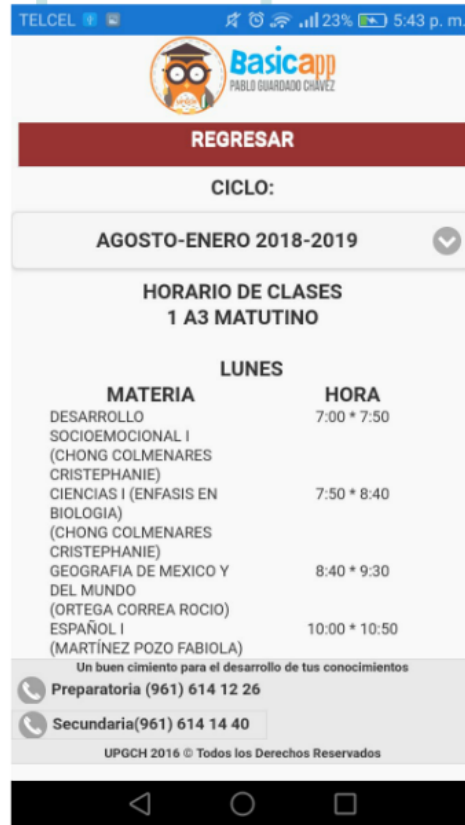 TELCEL 23% 5:43 p. m.
Basicapp
PABLO GUARDADO CHÁVEZ
REGRESAR
CICLO:
AGOSTO-ENERO 2018-2019
HORARIO DE CLASES
1 A3 MATUTINO
LUNES
MATERIA HORA
DESARROLLO 7:00 * 7:50
SOCIOEMOCIONAL I
(CHONG COLMENARES
CRISTEPHANIE)
CIENCIAS I (ENFASIS EN 7:50 * 8:40
BIOLOGIA)
(CHONG COLMENARES
CRISTEPHANIE)
GEOGRAFIA DE MEXICO Y 8:40 * 9:30
DEL MUNDO
(ORTEGA CORREA ROCIO)
ESPAÑOL I 10:00 * 10:50
(MARTÍNEZ POZO FABIOLA)
Un buen cimiento para el desarrollo de tus conocimientos
Preparatoria (961) 614 12 26
Secundaria(961) 614 14 40
UPGCH 2016 © Todos los Derechos Reservados